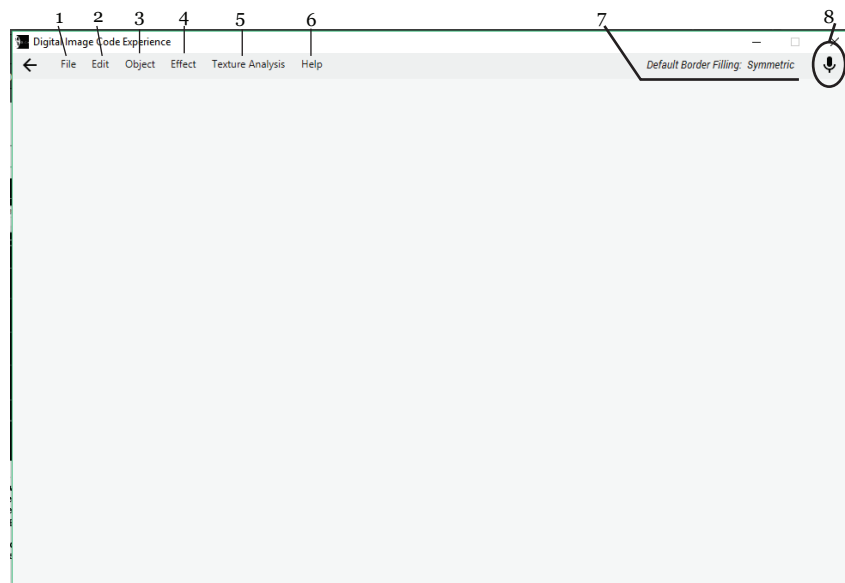 1 2 3 4 5 6 7 8
Digital Image Code Experience
File Edit Object Effect Texture Analysis Help Default Border Filling: Symmetric